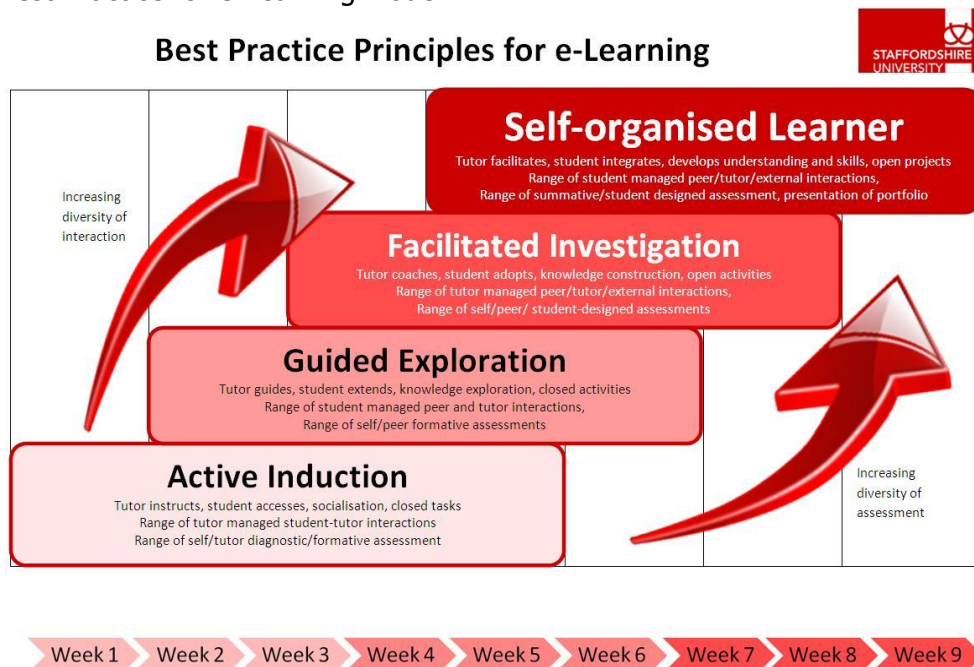 Best Practice Principles for e-Learning
STAFFORDSHIRE
UNIVERSITY
Self-organised Learner
Tutor facilitates, student integrates, develops understanding and skills, open projects
Range of student managed peer/tutor/external interactions,
Range of summative/student designed assessment, presentation of portfolio
Increasing
diversity of
interaction
Facilitated Investigation
Tutor coaches, student adopts, knowledge construction, open activities
Range of tutor managed peer/tutor/external interactions,
Range of self/peer/ student-designed assessments
Guided Exploration
Tutor guides, student extends, knowledge exploration, closed activities
Range of student managed peer and tutor interactions,
Range of self/peer formative assessments
Active Induction
Tutor instructs, student accesses, socialisation, closed tasks
Range of tutor managed student-tutor interactions
Range of self/tutor diagnostic/formative assessment
Increasing
diversity of
assessment
Week 1 Week 2 Week 3 Week 4 Week 5 Week 6 Week 7 Week 8 Week 9